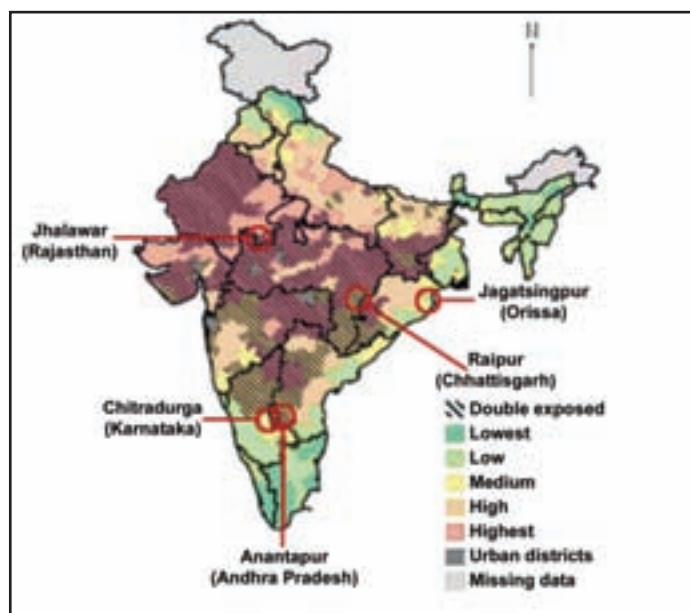 N
Jhalawar
(Rajasthan)
Jagatsingpur
(Orissa)
Raipur
(Chhattisgarh)
Chitradurga
(Karnataka)
Anantapur
(Andhra Pradesh)
Double exposed
Lowest
Low
Medium
High
Highest
Urban districts
Missing data